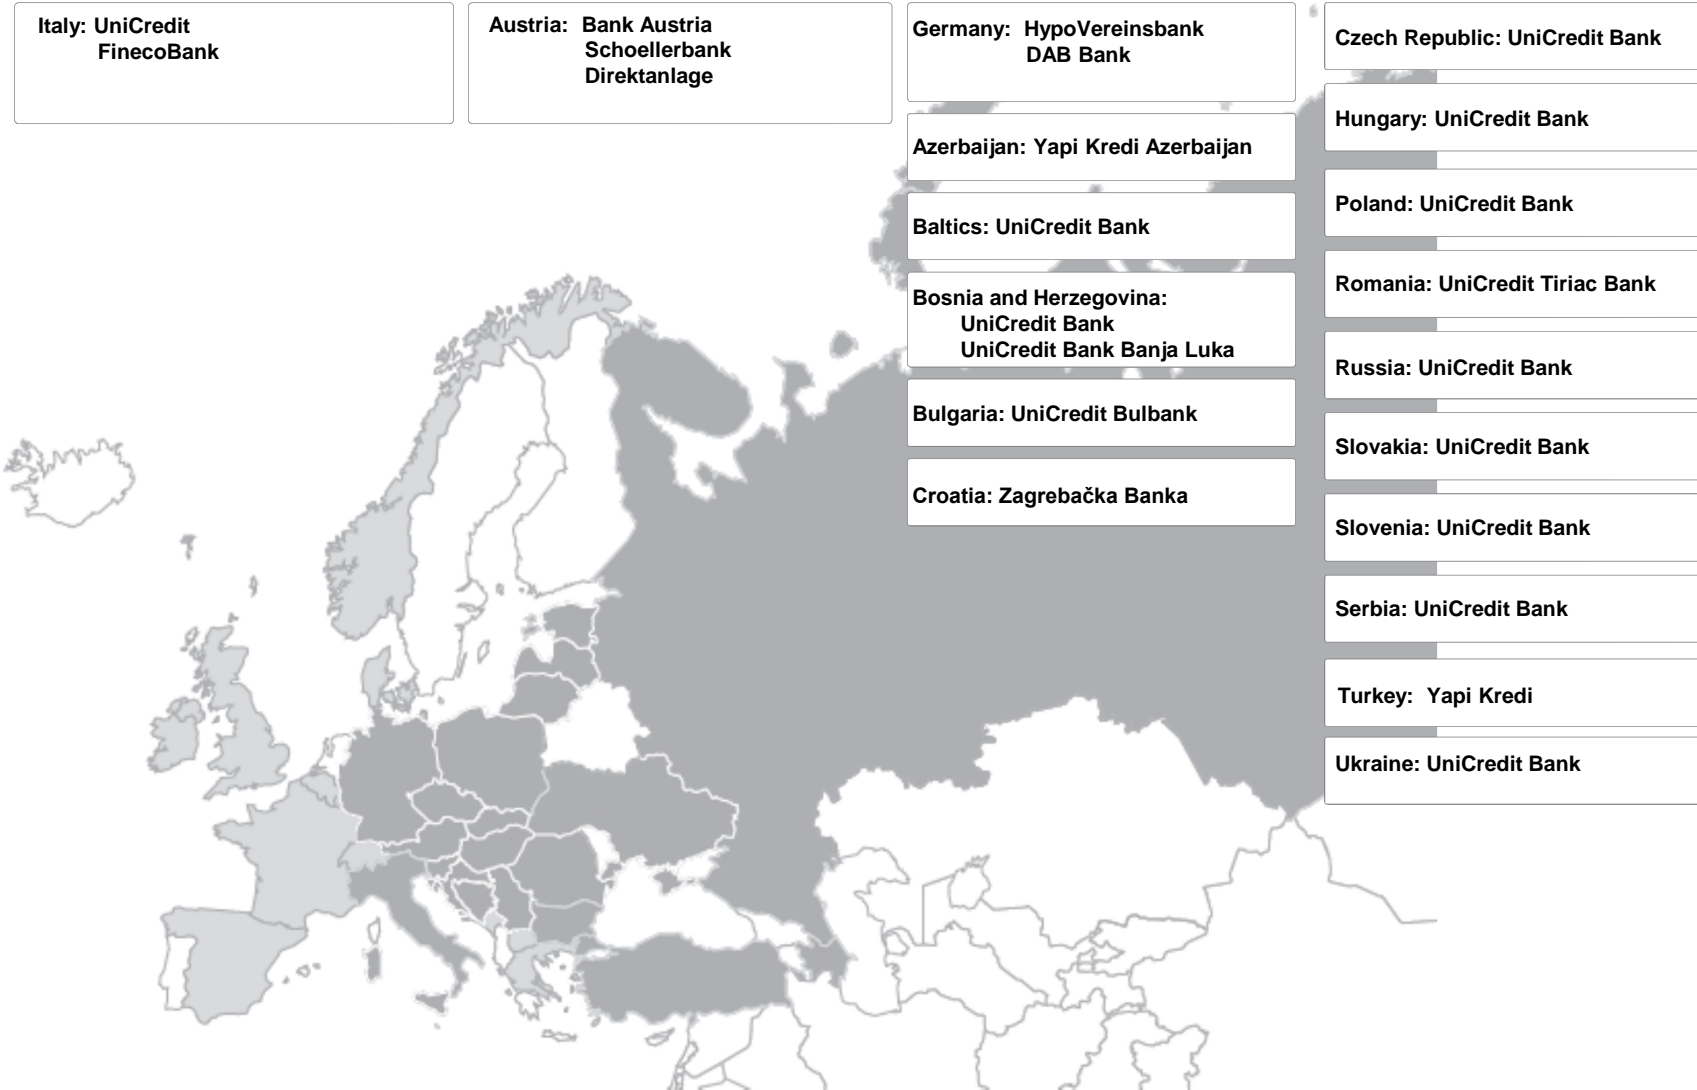 Italy: UniCredit
FinecoBank
Austria: Bank Austria
Schoellerbank
Direktanlage
Germany: HypoVereinsbank
DAB Bank
Azerbaijan: Yapi Kredi Azerbaijan
Baltics: UniCredit Bank
Bosnia and Herzegovina:
UniCredit Bank
UniCredit Bank Banja Luka
Bulgaria: UniCredit Bulbank
Croatia: Zagrebačka Banka
Czech Republic: UniCredit Bank
Hungary: UniCredit Bank
Poland: UniCredit Bank
Romania: UniCredit Tiriac Bank
Russia: UniCredit Bank
Slovakia: UniCredit Bank
Slovenia: UniCredit Bank
Serbia: UniCredit Bank
Turkey: Yapi Kredi
Ukraine: UniCredit Bank